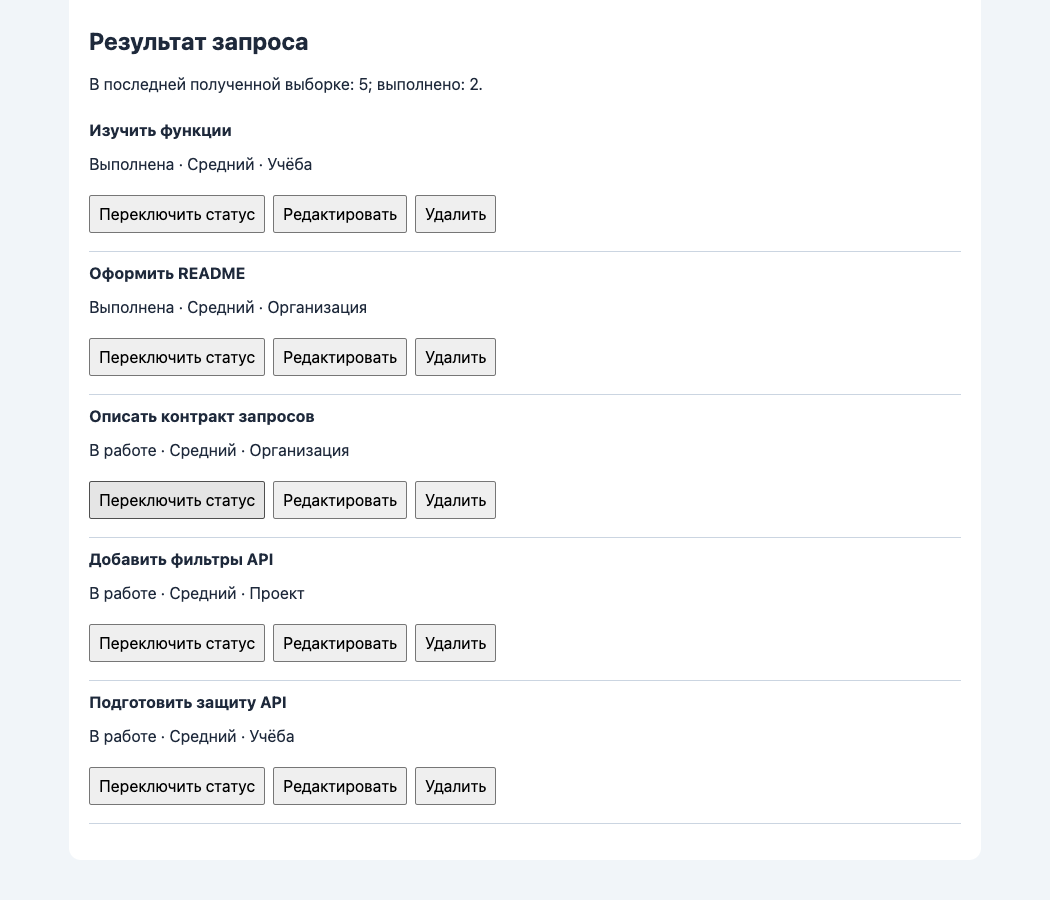 Результат запроса
В последней полученной выборке: 5; выполнено: 2.
Изучить функции
Выполнена · Средний · Учёба
Переключить статус Редактировать Удалить
Оформить README
Выполнена · Средний · Организация
Переключить статус Редактировать Удалить
Описать контракт запросов
В работе · Средний · Организация
Переключить статус Редактировать Удалить
Добавить фильтры API
В работе · Средний · Проект
Переключить статус Редактировать Удалить
Подготовить защиту API
В работе · Средний · Учёба
Переключить статус Редактировать Удалить